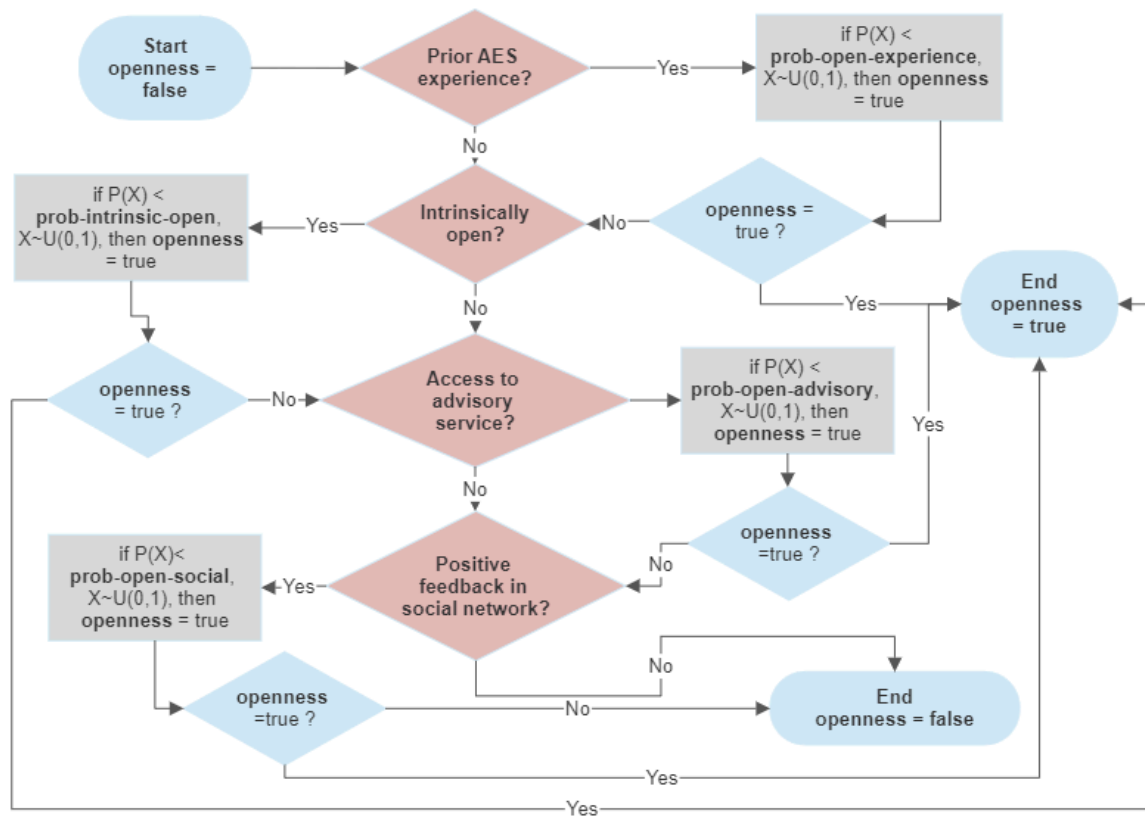 Start
openness =
false
Prior AES
experience?
Yes
if P(X) <
prob-open-experience,
X~U(0,1), then openness
= true
No
if P(X) <
prob-intrinsic-open,
X~U(0,1), then openness
= true
Yes
Intrinsically
open?
No
openness =
true ?
No
Yes
End
openness
= true
openness
= true ?
No
Access to
advisory
service?
if P(X) <
prob-open-advisory,
X~U(0,1), then
openness = true
Yes
No
openness
=true ?
No
if P(X)<
prob-open-social,
X~U(0,1), then
openness = true
Yes
Positive
feedback in
social network?
No
openness
=true ?
No
End
openness = false
Yes
Yes